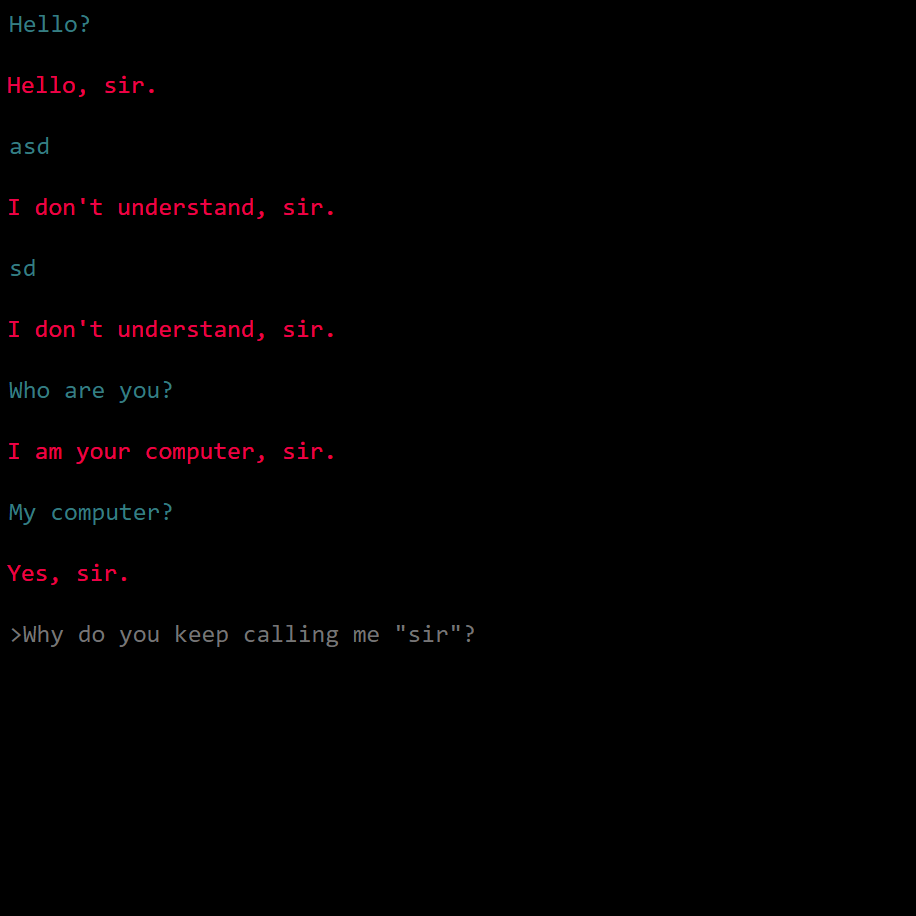 Hello?
Hello, sir.
asd
I don't understand, sir.
sd
I don't understand, sir.
Who are you?
I am your computer, sir.
My computer?
Yes, sir.
>Why do you keep calling me "sir"?